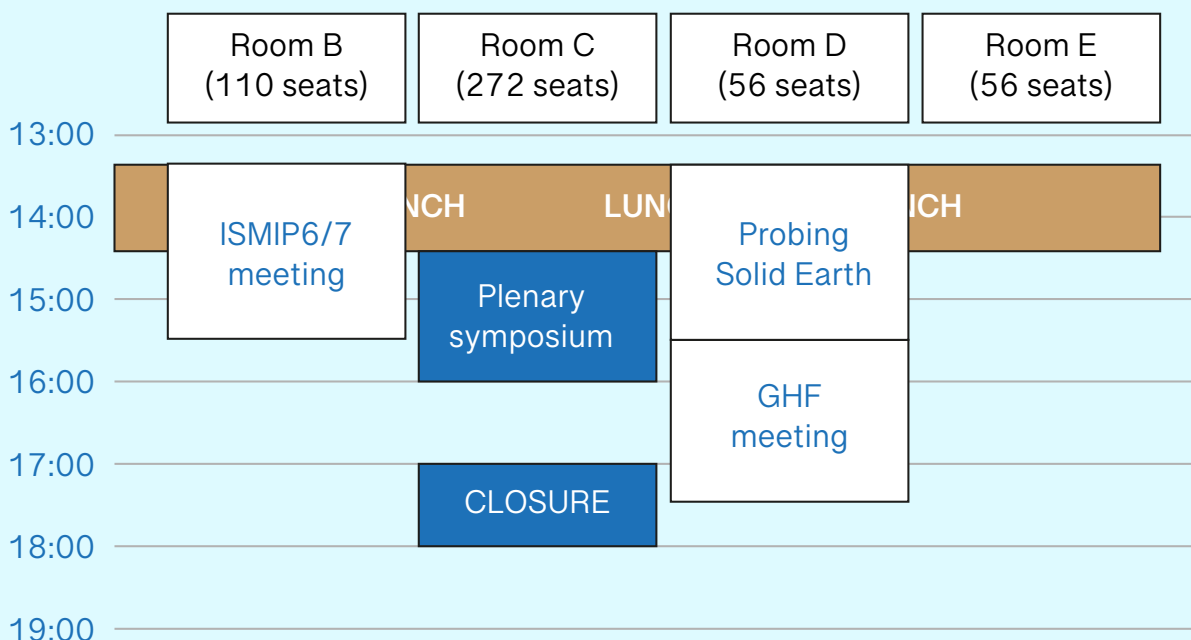 Room B
(110 seats)
Room C
(272 seats)
Room D
(56 seats)
Room E
(56 seats)
13:00
14:00
NCH
LUN
NCH
ISMIP6/7
meeting
Probing
Solid Earth
15:00
Plenary
symposium
16:00
GHF
meeting
17:00
CLOSURE
18:00
19:00